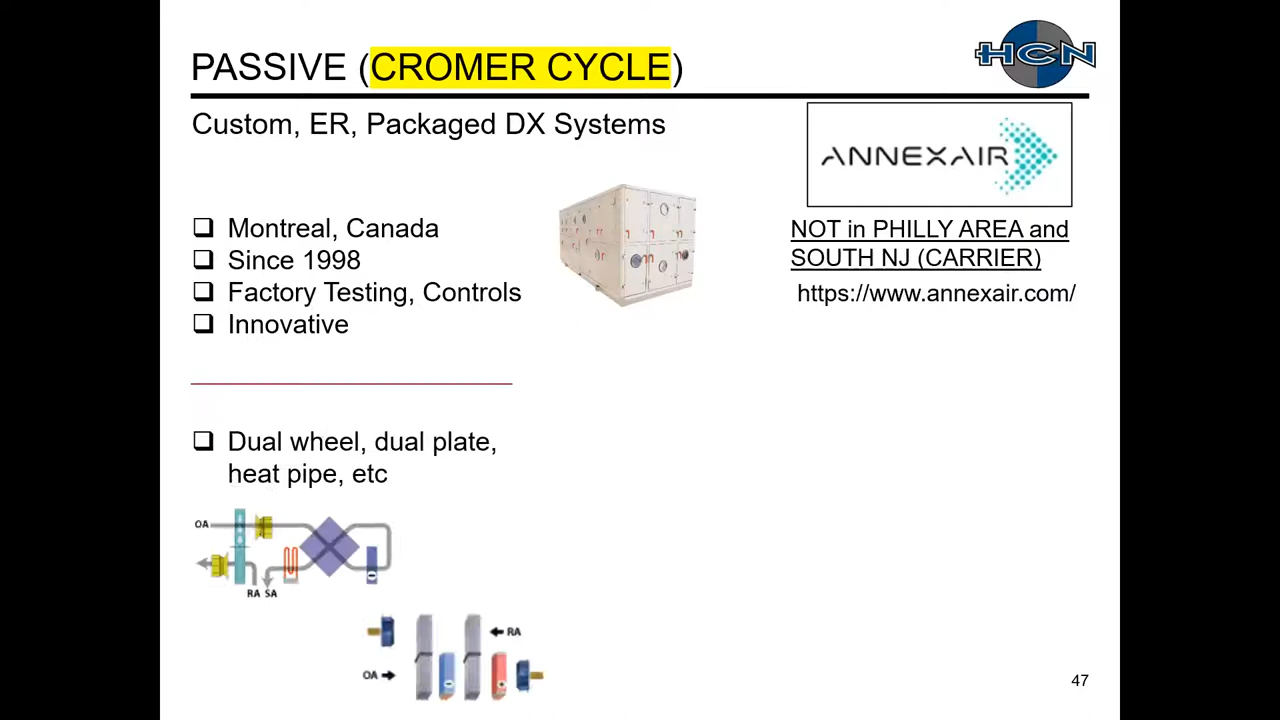 PASSIVE (CROMER CYCLE)
HCN
Custom, ER, Packaged DX Systems
ANNEXAIR
❑ Montreal, Canada
❑ Since 1998
❑ Factory Testing, Controls
❑ Innovative
NOT in PHILLY AREA and
SOUTH NJ (CARRIER)
https://www.annexair.com/
❑ Dual wheel, dual plate,
heat pipe, etc
OA
RA SA
RA
OA
47